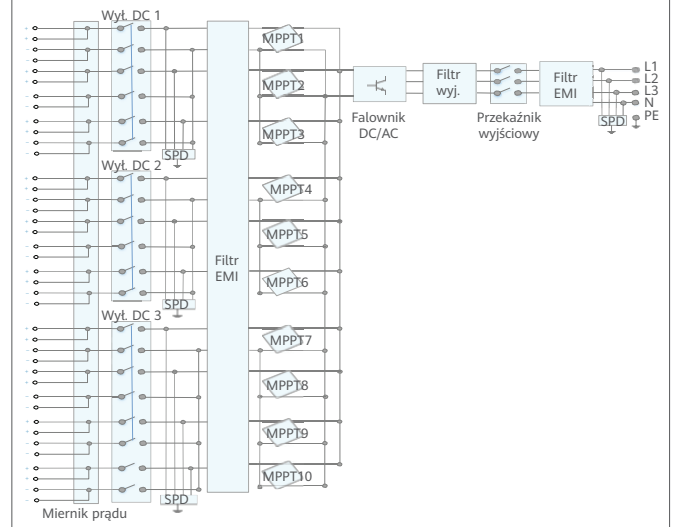 Wył. DC 1
SPD
Wył. DC 2
SPD
Wył. DC 3
SPD
Miernik prądu
Filtr
EMI
MPPT1
MPPT2
MPPT3
MPPT4
MPPT5
MPPT6
MPPT7
MPPT8
MPPT9
MPPT10
Falownik
DC/AC
Filtr
wyj.
Przekaźnik
wyjściowy
Filtr
EMI
SPD
L1
L2
L3
N
PE